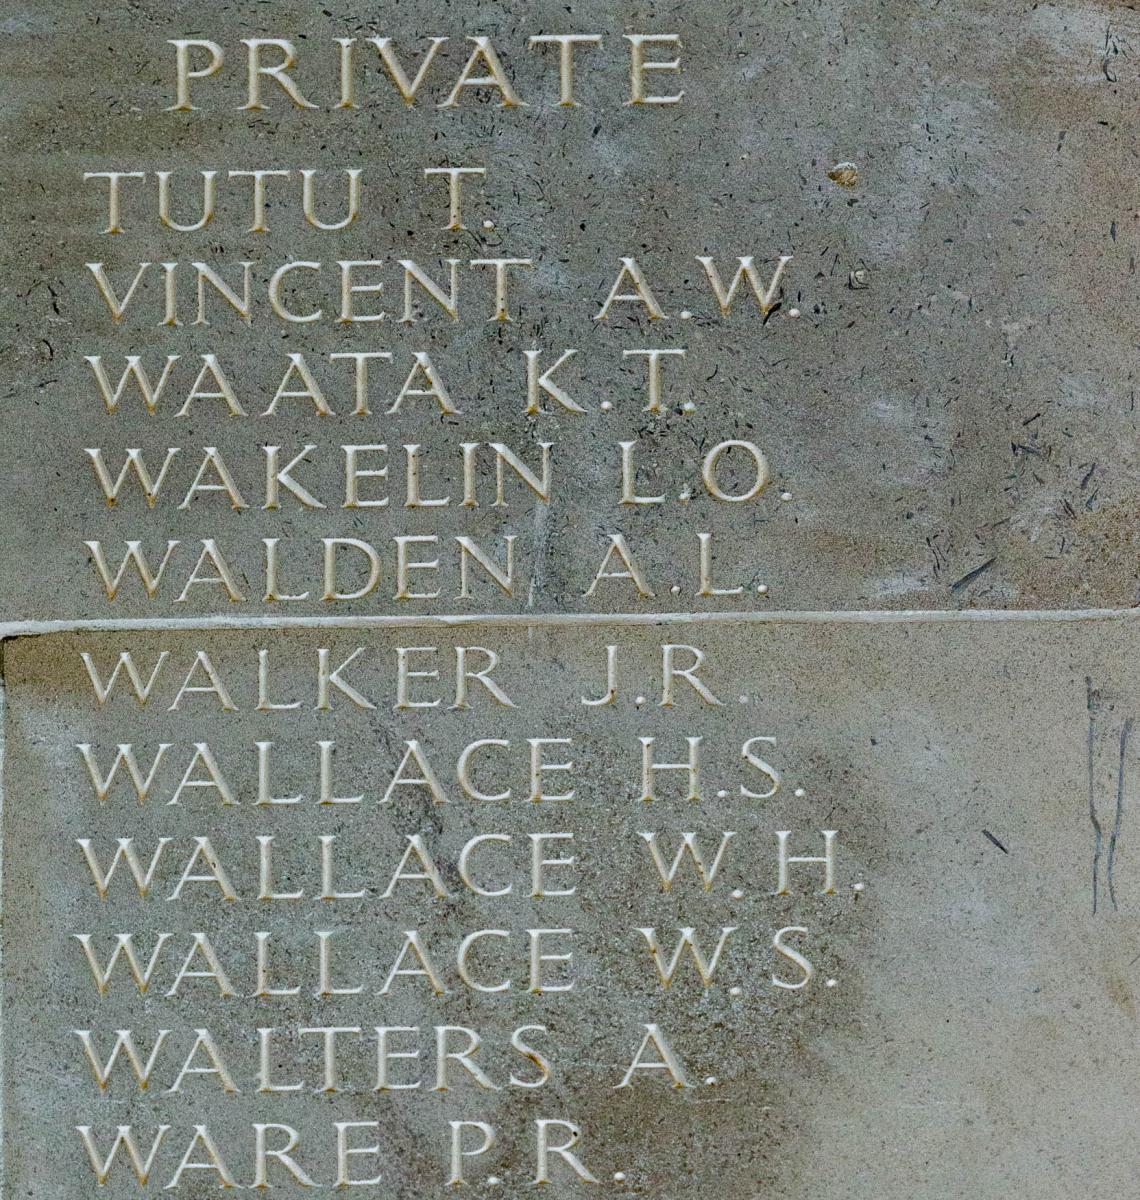 PRIVATE
TUTU T.
VINCENT A.W.
WAATA K.T.
WAKELIN L.O.
WALDEN A.L.
WALKER J.R.
WALLACE H.S.
WALLACE W.H.
WALLACE W.S.
WALTERS A.
WARE P.R.